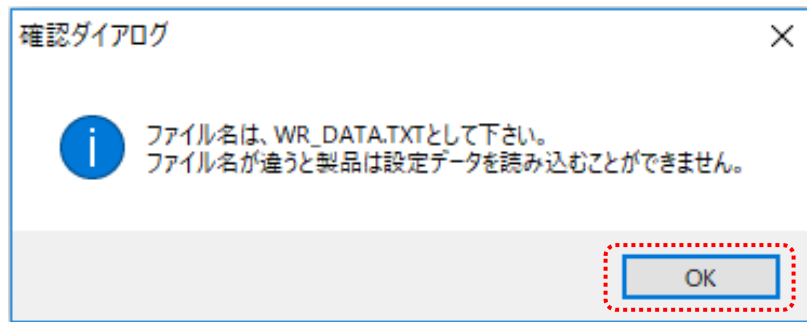 確認ダイアログ
ファイル名は、WR_DATA.TXTとして下さい。
ファイル名が違うと製品は設定データを読み込むことができません。
OK